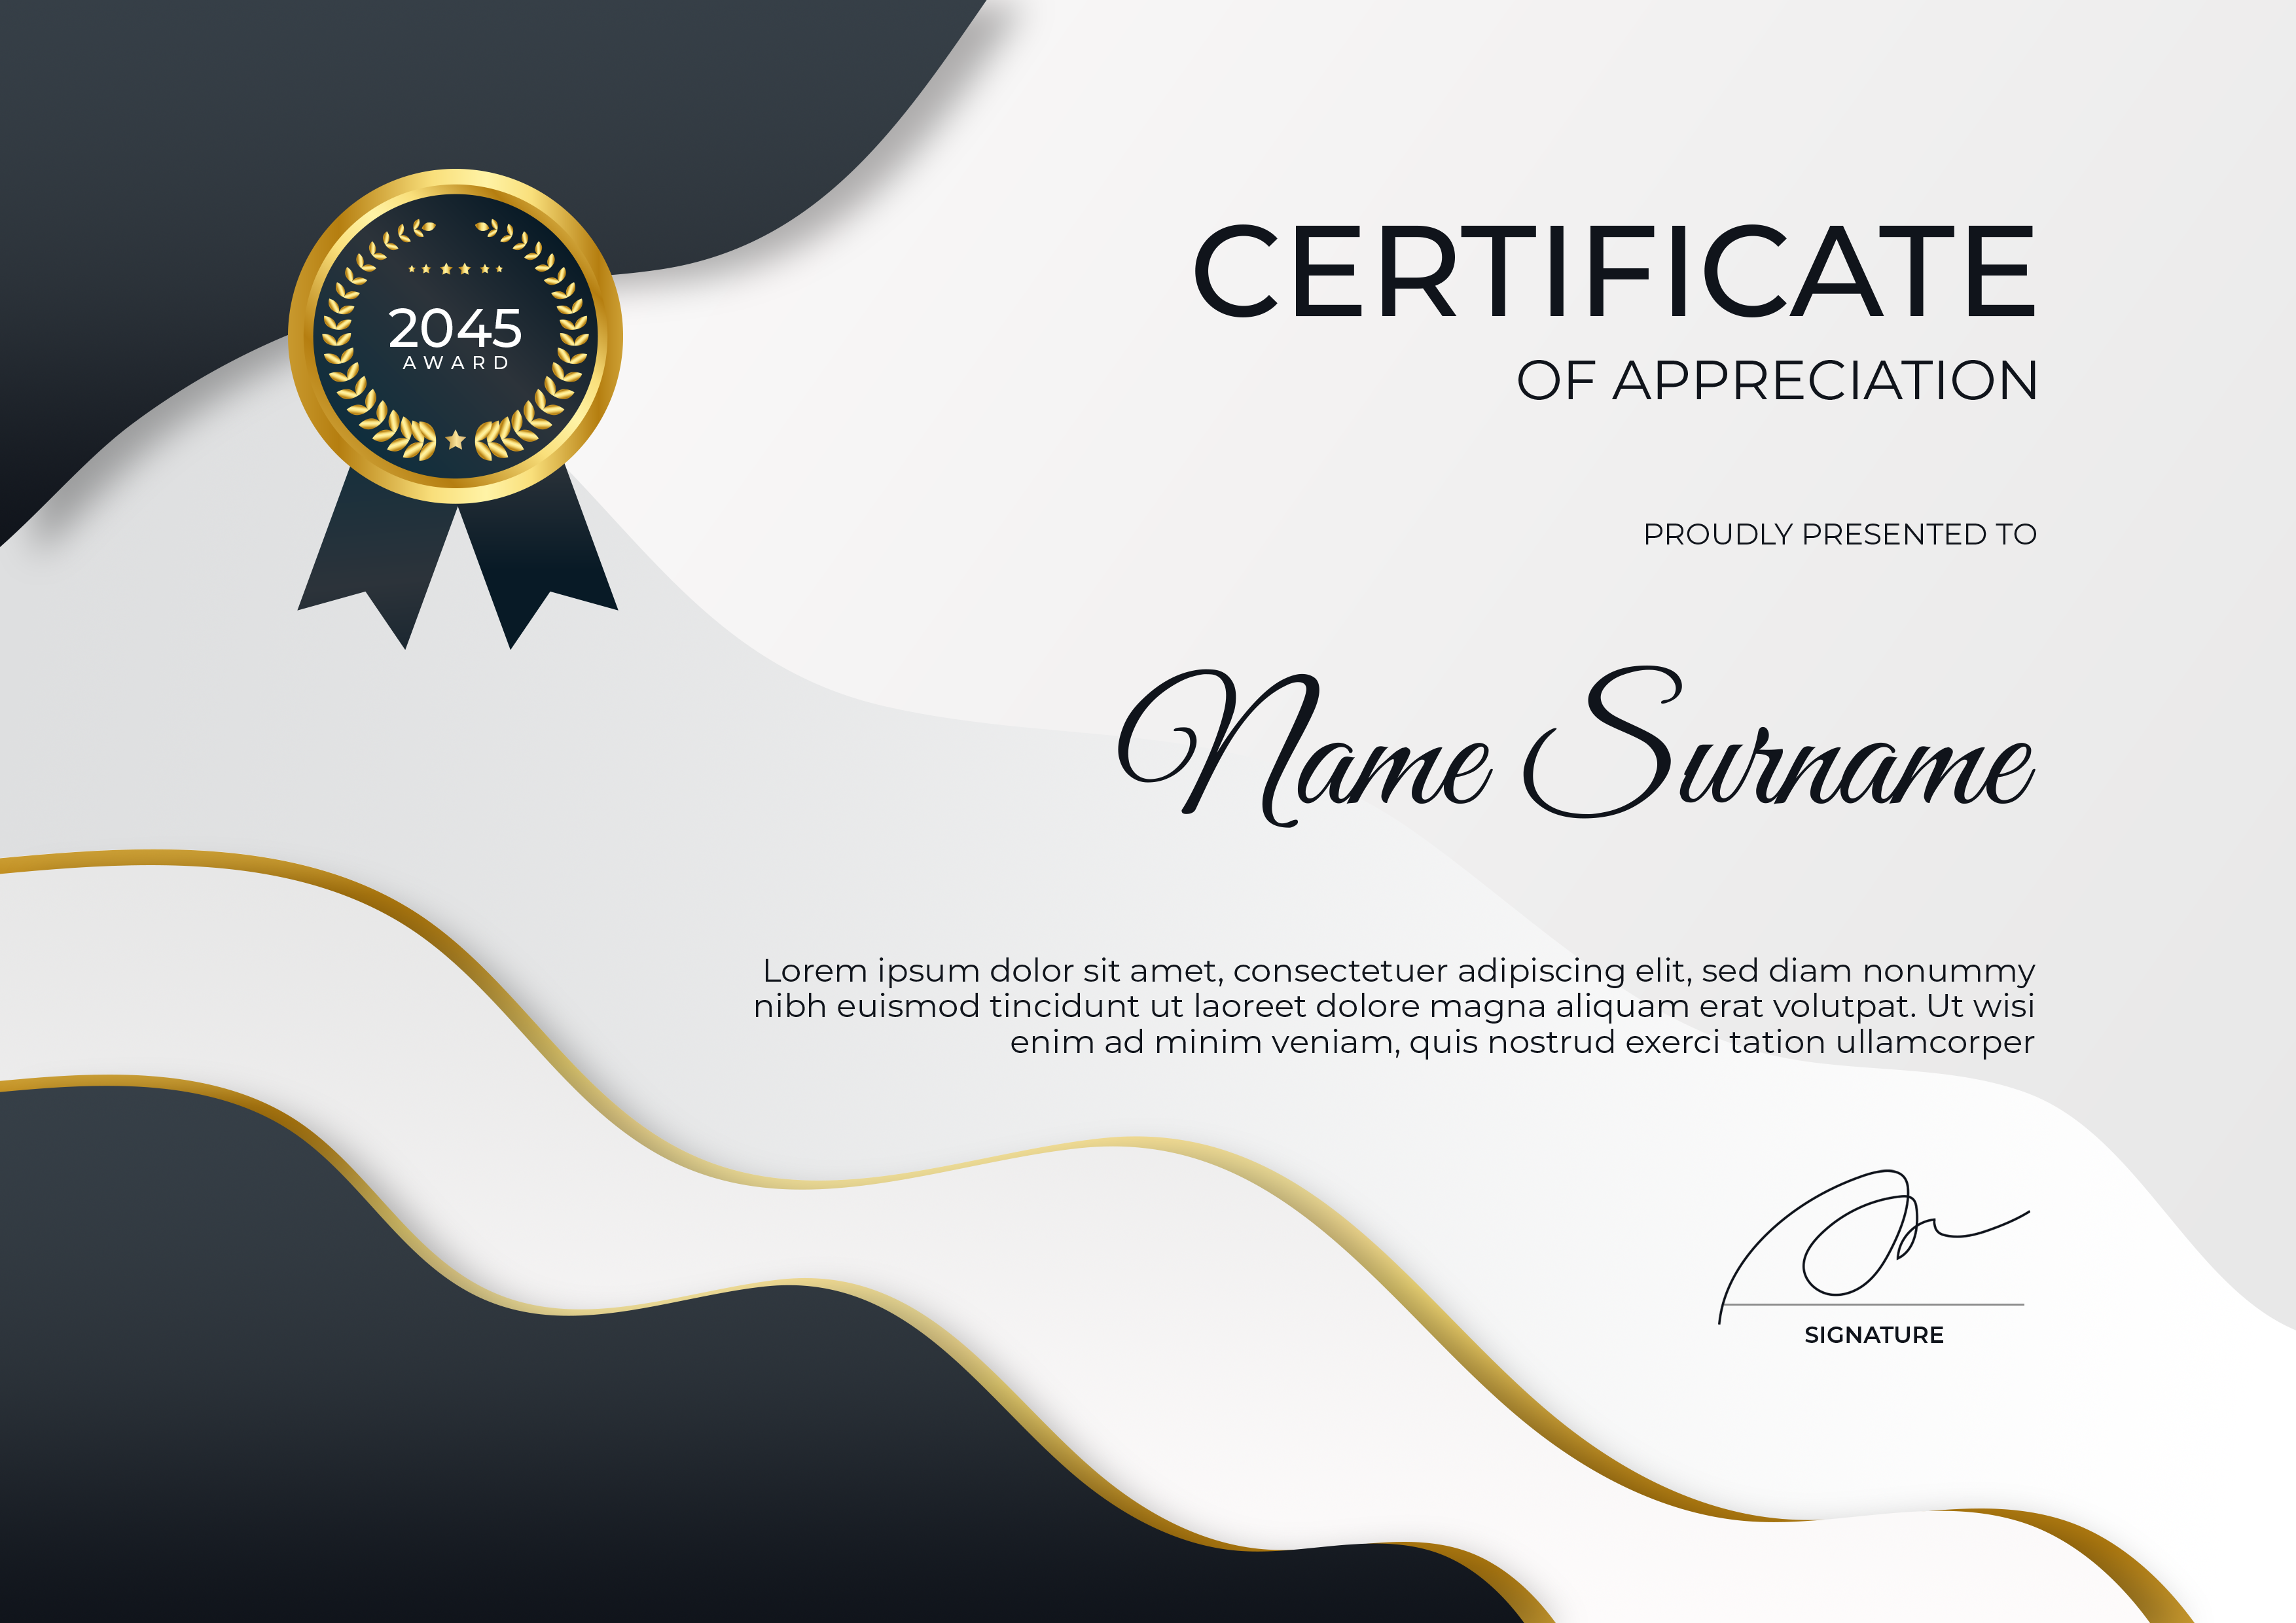 2045
AWARD
CERTIFICATE
OF APPRECIATION
PROUDLY PRESENTED TO
Name Surname
Lorem ipsum dolor sit amet, consectetuer adipiscing elit, sed diam nonummy
nibh euismod tincidunt ut laoreet dolore magna aliquam erat volutpat. Ut wisi
enim ad minim veniam, quis nostrud exerci tation ullamcorper
SIGNATURE